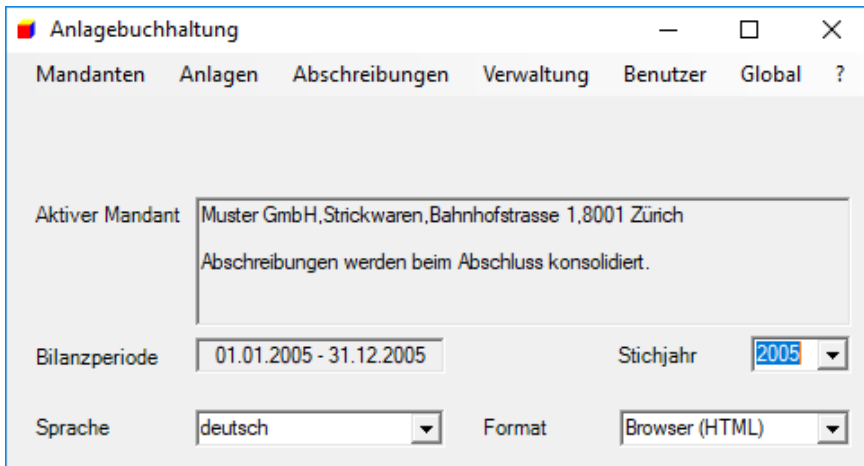 Anlagebuchhaltung
Mandanten Anlagen Abschreibungen Verwaltung Benutzer Global ?
Aktiver Mandant Muster GmbH,Strickwaren,Bahnhofstrasse 1,8001 Zürich
Abschreibungen werden beim Abschluss konsolidiert.
Bilanzperiode 01.01.2005 - 31.12.2005 Stichjahr 2005
Sprache deutsch Format Browser (HTML)